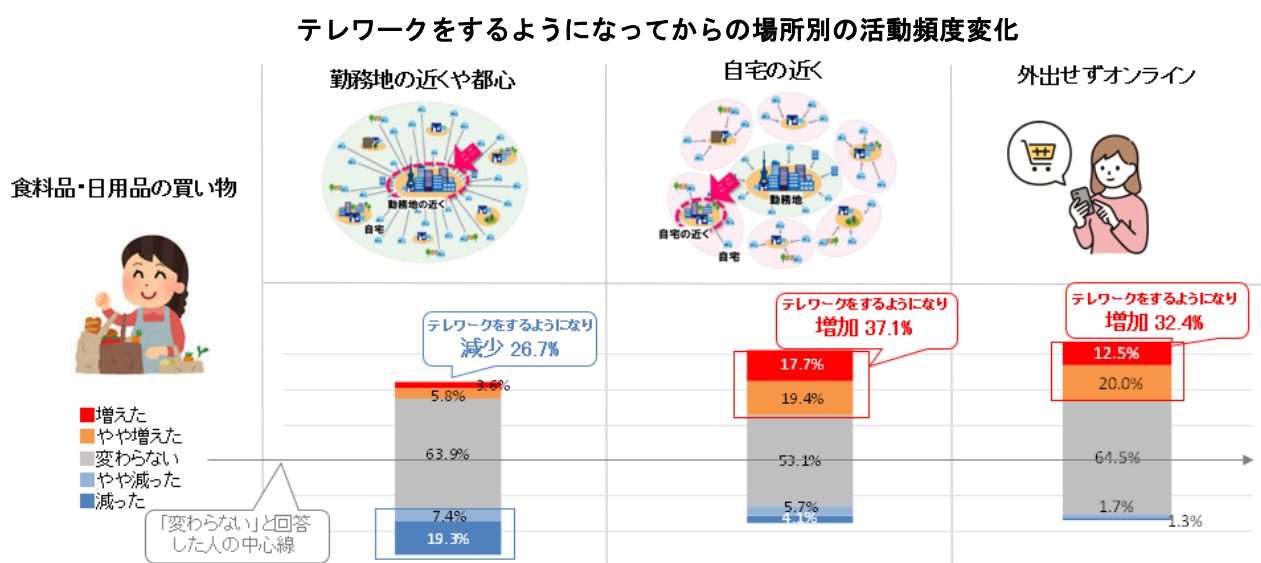 テレワークをするようになってからの場所別の活動頻度変化
勤務地の近くや都心
自宅の近く
外出せずオンライン
食料品・日用品の買い物
勤務地の近く
自宅
勤務地
自宅の近く
自宅
テレワークをするようになり
減少 26.7%
テレワークをするようになり
増加 37.1%
テレワークをするようになり
増加 32.4%
増えた
やや増えた
変わらない
やや減った
減った
3.6%
5.8%
63.9%
7.4%
19.3%
17.7%
19.4%
53.1%
5.7%
4.1%
12.5%
20.0%
64.5%
1.7%
1.3%
「変わらない」と回答
した人の中心線